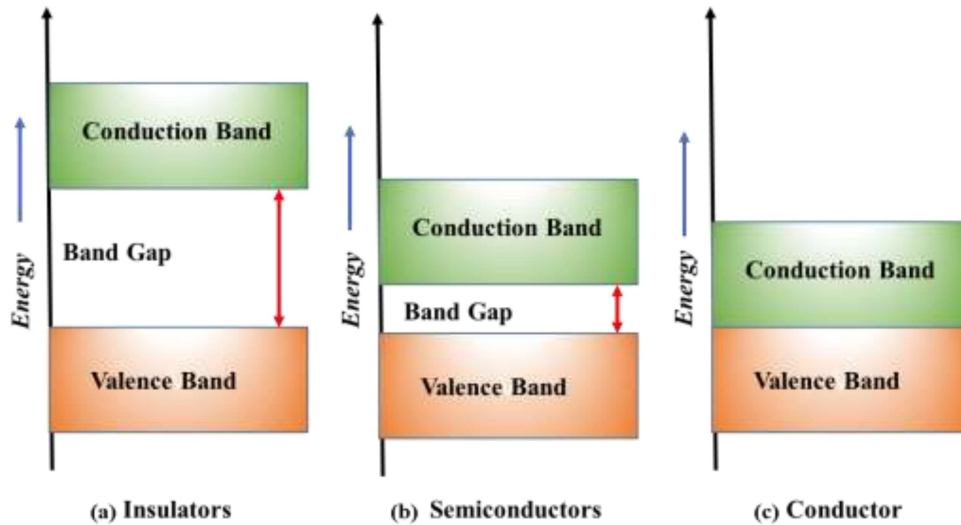 Conduction Band
Band Gap
Valence Band
Energy
(a) Insulators
Conduction Band
Band Gap
Valence Band
Energy
(b) Semiconductors
Conduction Band
Valence Band
Energy
(c) Conductor